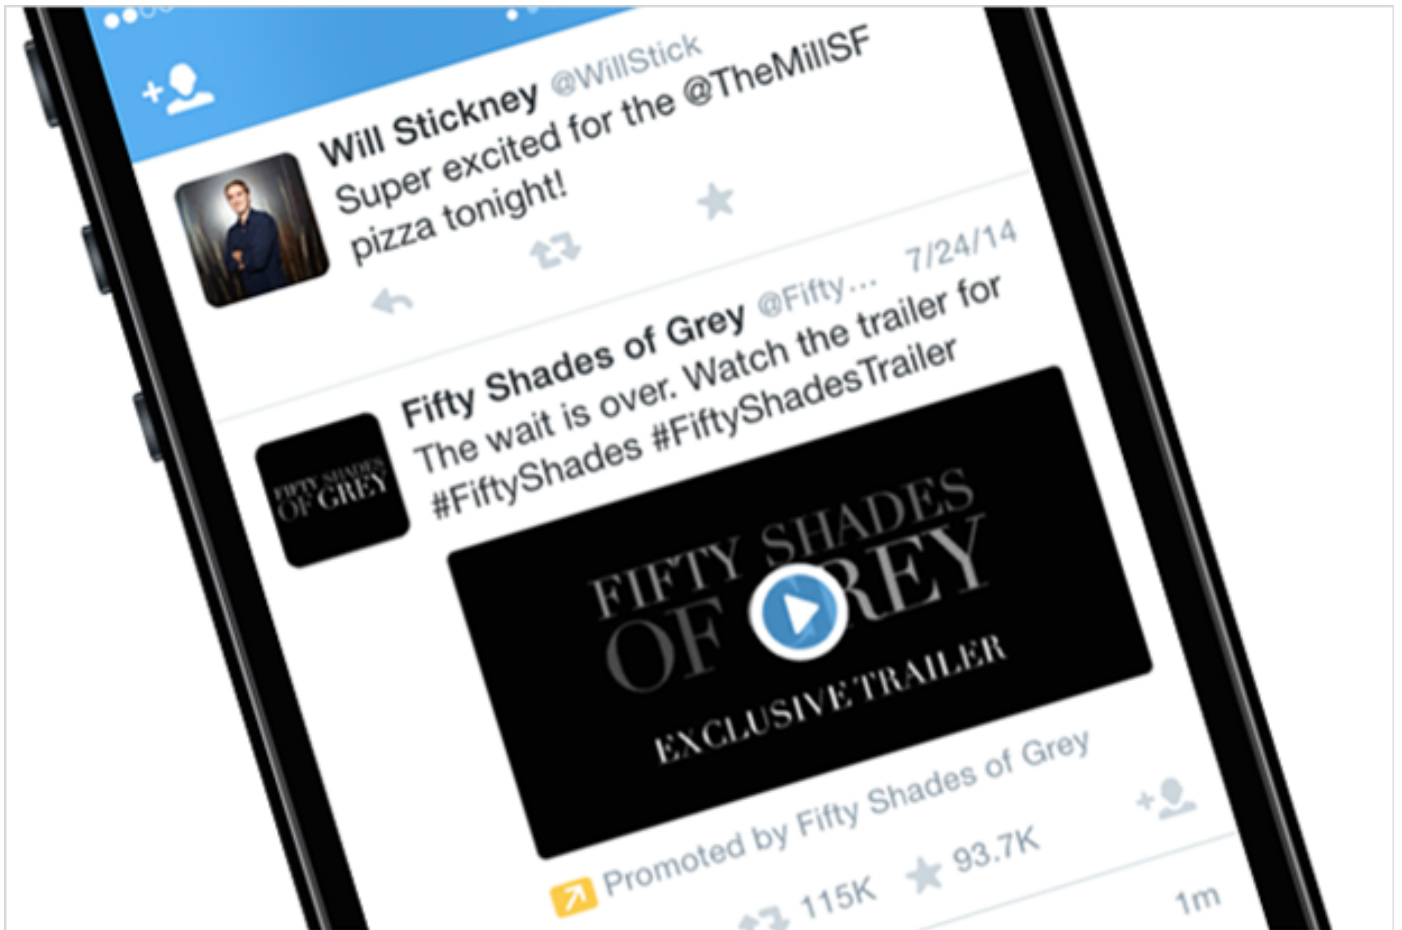 Will Stickney @WillStick
Super excited for the @TheMillSF
pizza tonight!
Fifty Shades of Grey @Fifty... 7/24/14
The wait is over. Watch the trailer for
#FiftyShades #FiftyShadesTrailer
FIFTY SHADES
OF GREY
FIFTY SHADES
OF GREY
EXCLUSIVE TRAILER
Promoted by Fifty Shades of Grey
115K 93.7K
1m